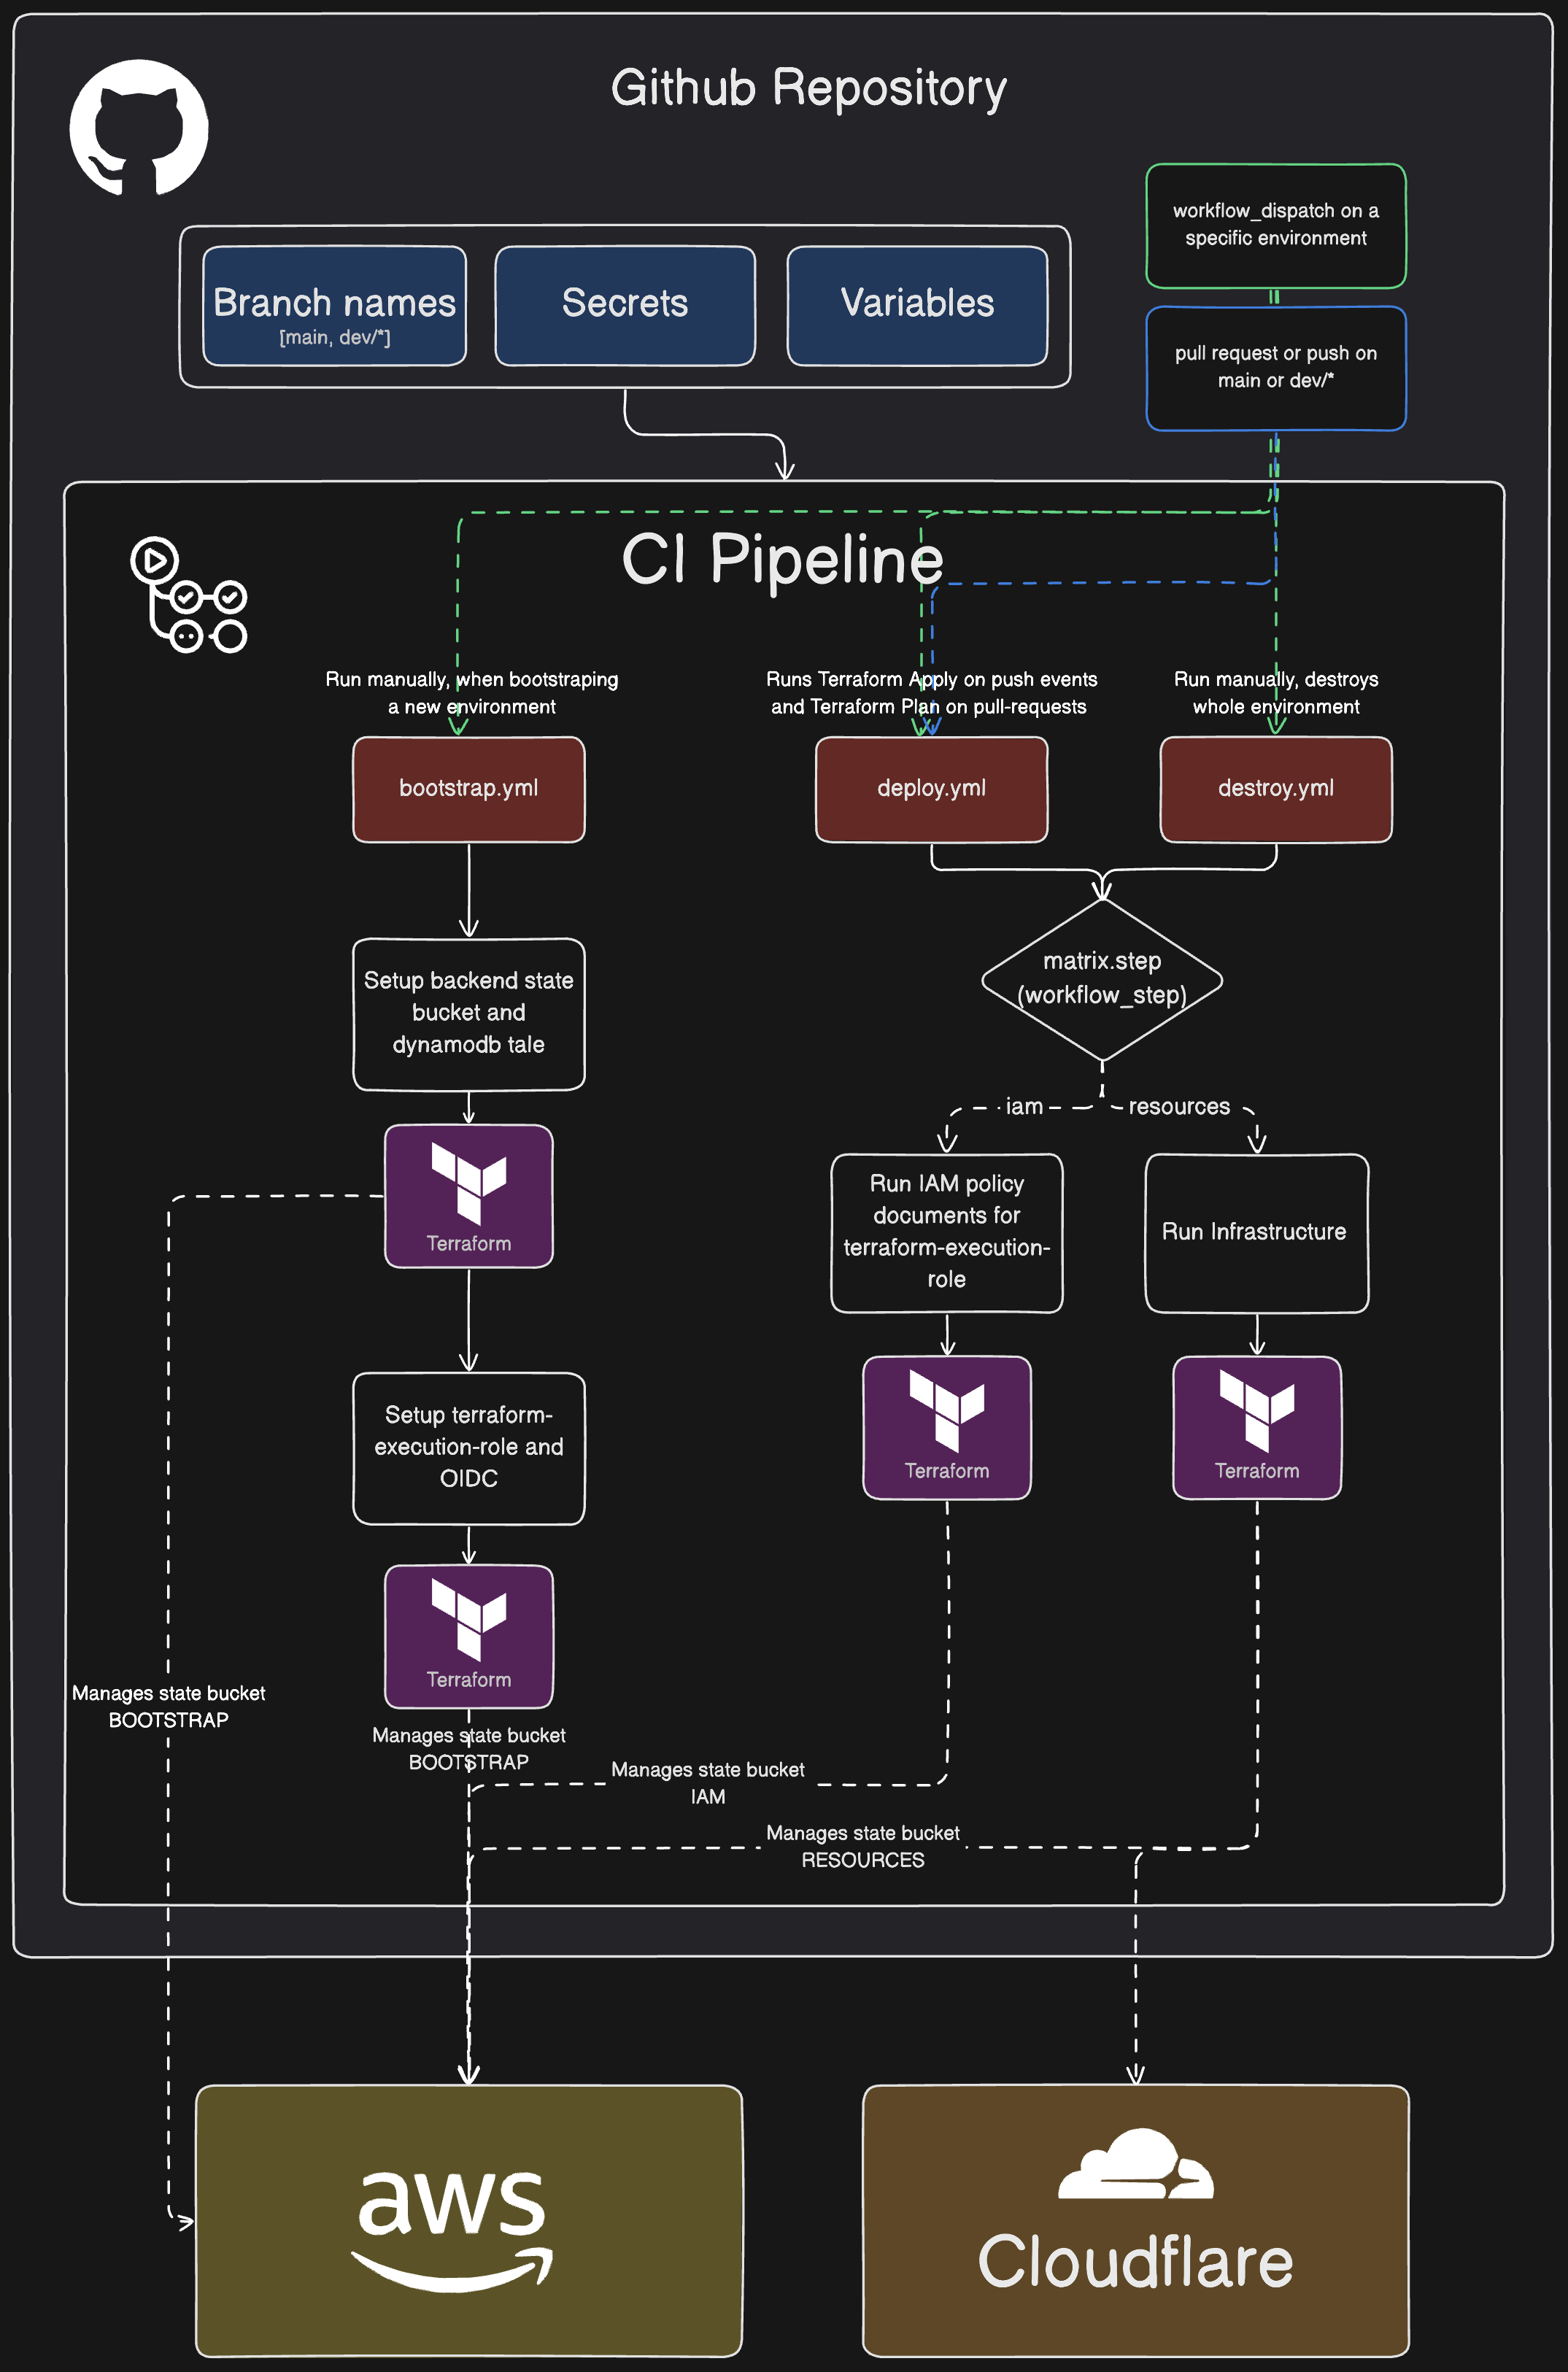 Github Repository
workflow_dispatch on a
specific environment
Branch names
[main, dev/*]
Secrets
Variables
pull request or push on
main or dev/*
CI Pipeline
Run manually, when bootstraping
a new environment
Runs Terraform Apply on push events
and Terraform Plan on pull-requests
Run manually, destroys
whole environment
bootstrap.yml
deploy.yml
destroy.yml
Setup backend state
bucket and
dynamodb tale
matrix.step
(workflow_step)
iam
resources
Terraform
Run IAM policy
documents for
terraform-execution-
role
Run Infrastructure
Setup terraform-
execution-role and
OIDC
Terraform
Terraform
Terraform
Manages state bucket
BOOTSTRAP
Manages state bucket
BOOTSTRAP
Manages state bucket
IAM
Manages state bucket
RESOURCES
aws
Cloudflare